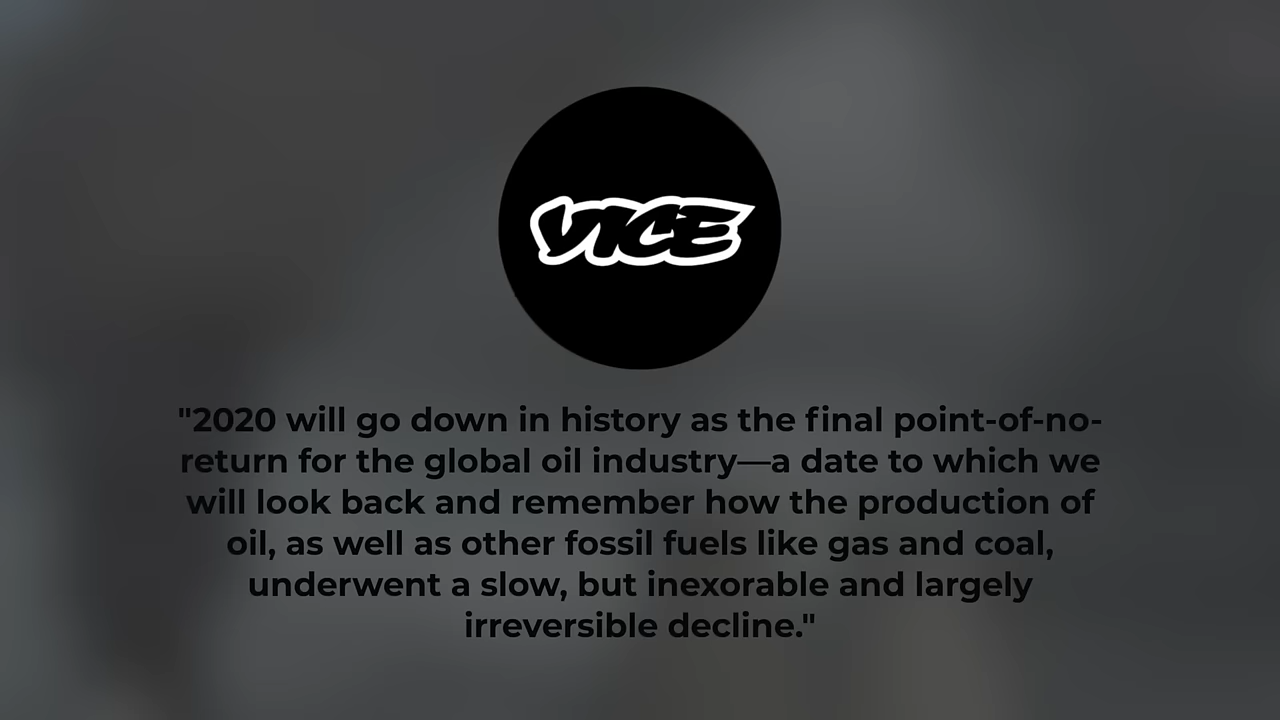 VICE
"2020 will go down in history as the final point-of-no-
return for the global oil industry—a date to which we
will look back and remember how the production of
oil, as well as other fossil fuels like gas and coal,
underwent a slow, but inexorable and largely
irreversible decline."